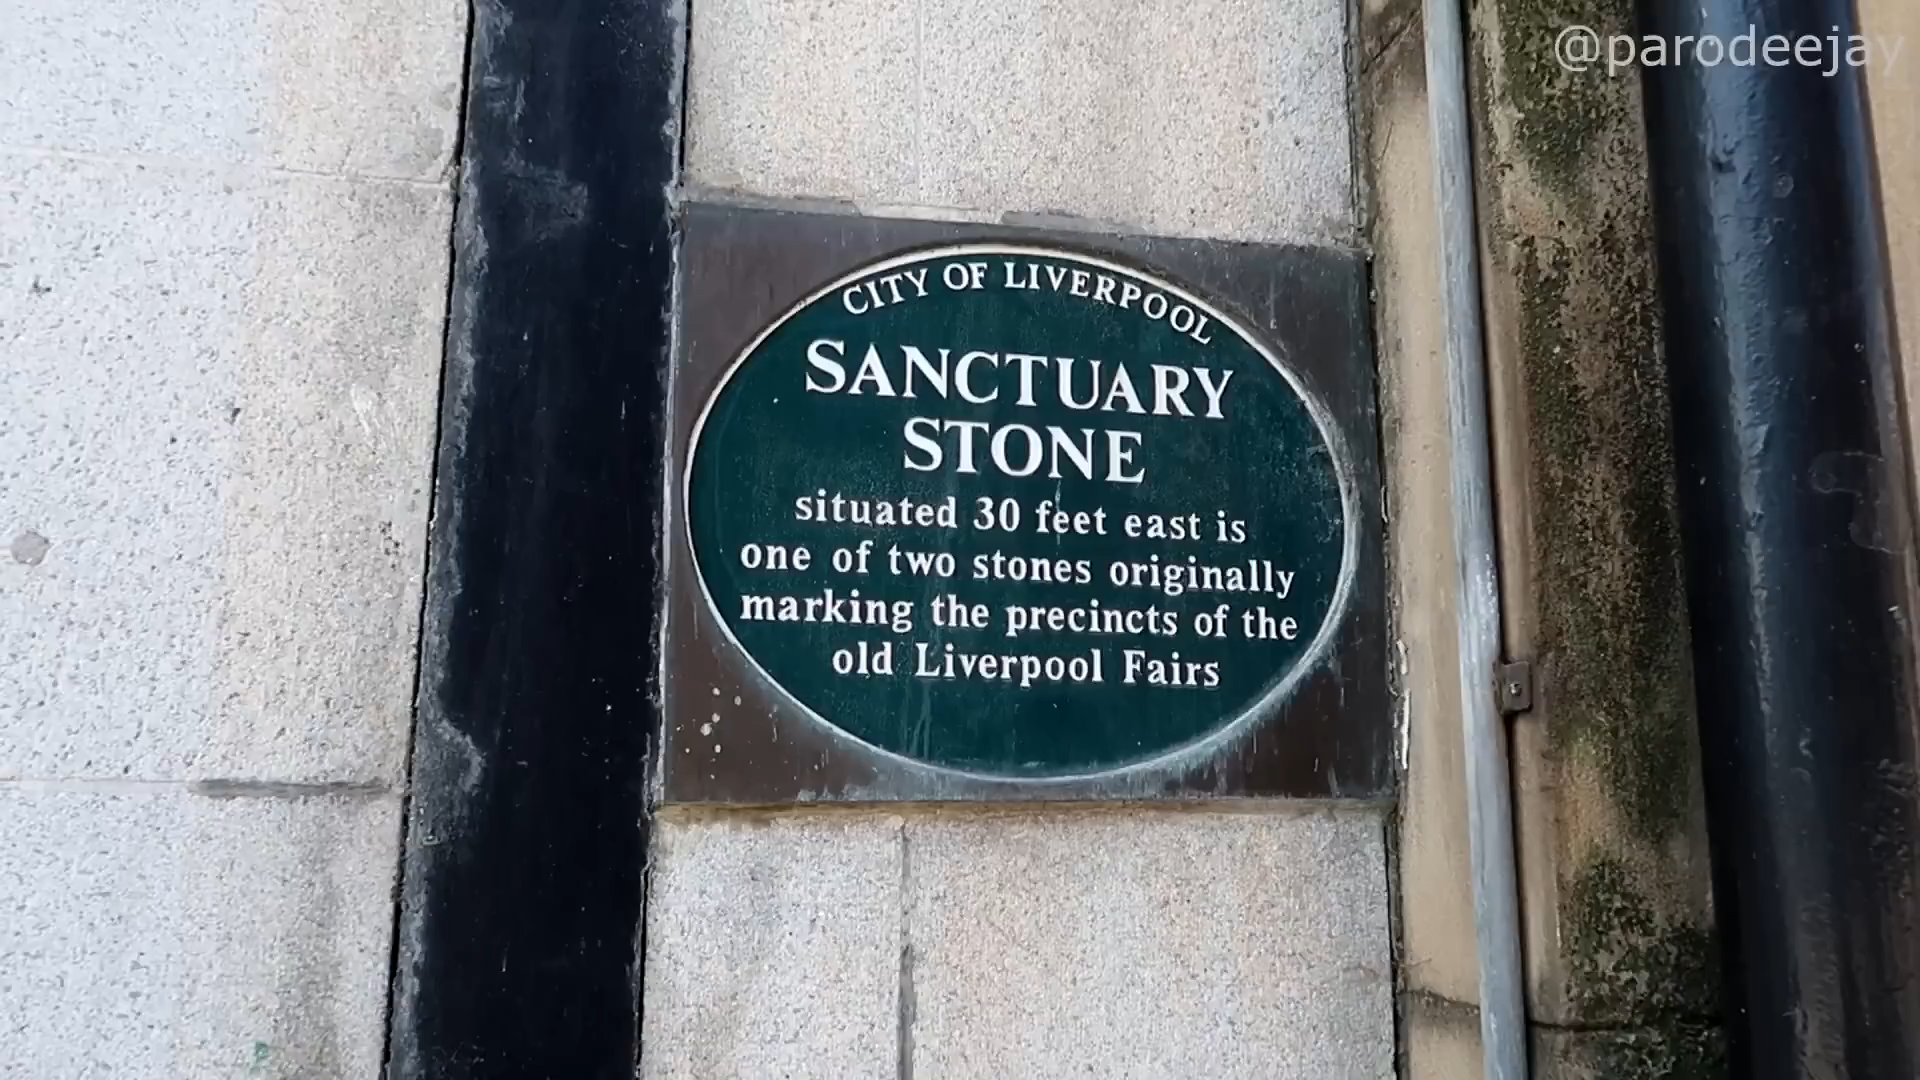 @parodeejay
CITY OF LIVERPOOL
SANCTUARY
STONE
situated 30 feet east is
one of two stones originally
marking the precincts of the
old Liverpool Fairs